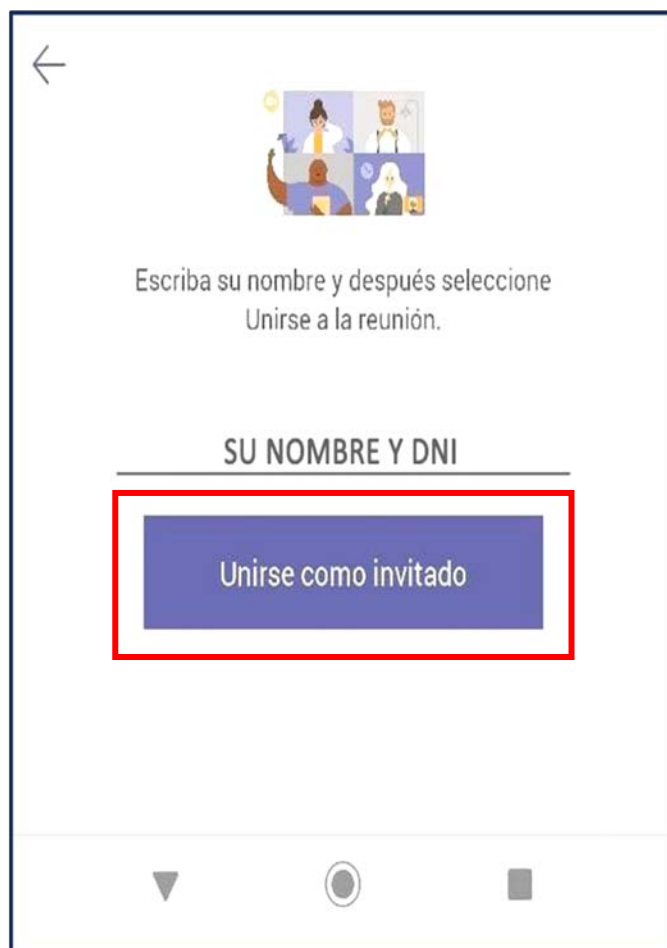 Escriba su nombre y después seleccione
Unirse a la reunión.
SU NOMBRE Y DNI
Unirse como invitado